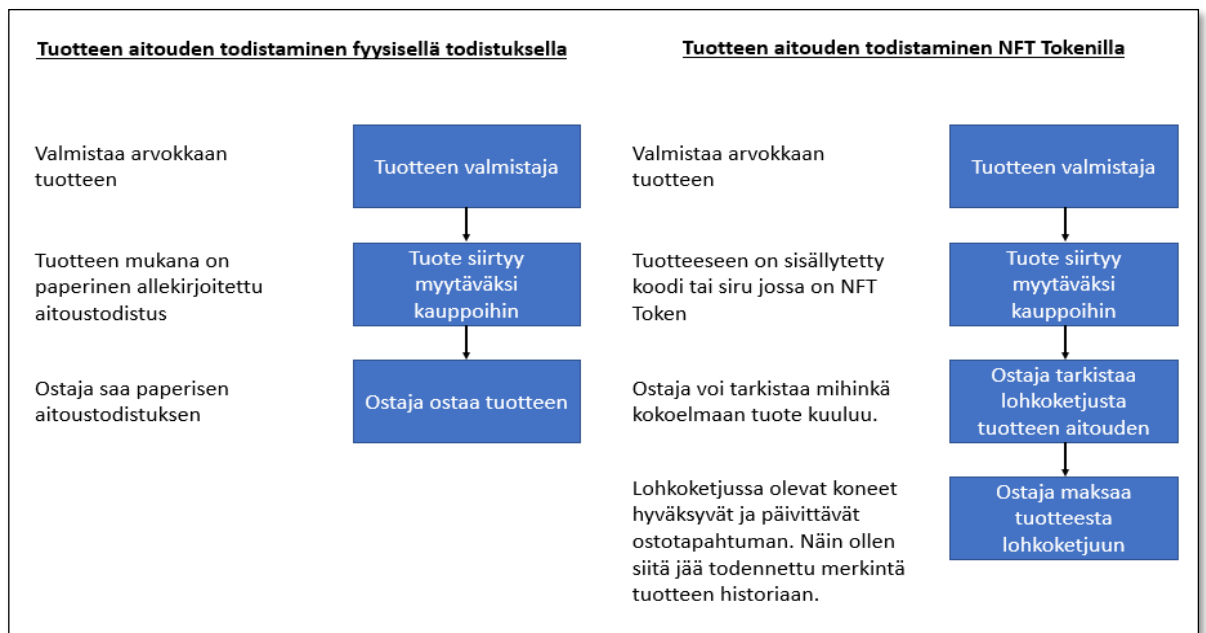 Tuotteen aitouden todistaminen fyysisellä todistuksella
Valmistaa arvokkaan
tuotteen
Tuotteen valmistaja
Tuotteen mukana on
paperinen allekirjoitettu
aitoustodistus
Tuote siirtyy
myytäväksi
kauppoihin
Ostaja saa paperisen
aitoustodistuksen
Ostaja ostaa tuotteen
Tuotteen aitouden todistaminen NFT Tokenilla
Valmistaa arvokkaan
tuotteen
Tuotteen valmistaja
Tuotteeseen on sisällytetty
koodi tai siru jossa on NFT
Token
Tuote siirtyy
myytäväksi
kauppoihin
Ostaja voi tarkistaa mihinkä
kokoelmaan tuote kuuluu.
Ostaja tarkistaa
lohkoketjusta
tuotteen aitouden
Lohkoketjussa olevat koneet
hyväksyvät ja päivittävät
ostotapahtuman. Näin ollen
siitä jää todennettu merkintä
tuotteen historiaan.
Ostaja maksaa
tuotteesta
lohkoketjuun